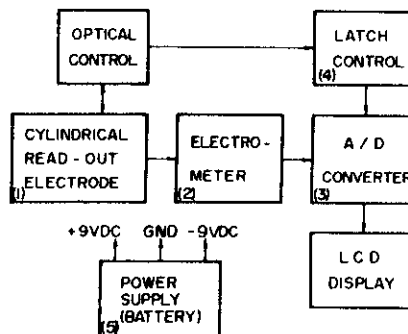 OPTICAL
CONTROL
LATCH
CONTROL
(4)
CYLINDRICAL
READ-OUT
ELECTRODE
(1)
ELECTRO-
METER
(2)
A/D
CONVERTER
(3)
+9VDC GND -9VDC
POWER
SUPPLY
(BATTERY)
(5)
LCD
DISPLAY